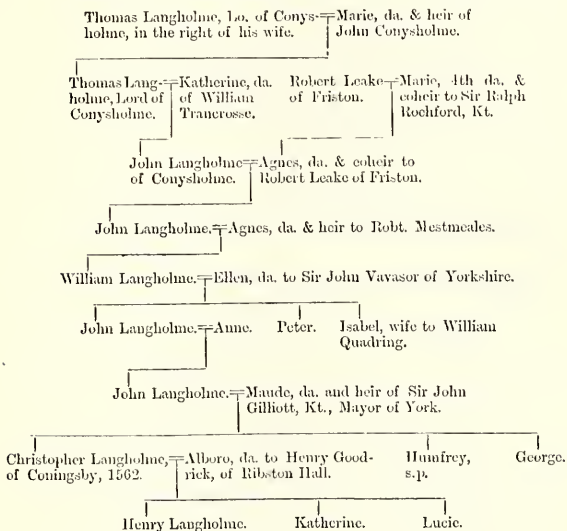 Thomas Langholme, Lo. of Conys-=Marie, da. & heir of
holme, in the right of his wife. John Conysholme.
Thomas Lang-=Katherine, da. Robert Leake=Marie, 4th da. &
holme, Lord of of William of Friston. coheir to Sir Ralph
Conysholme. Trancrosse. Rochford, Kt.
John Langholme=Agnes, da. & coheir to
of Conysholme. Robert Leake of Friston.
John Langholme.=Agnes, da. & heir to Robt. Mestmeales.
William Langholme.=Ellen, da. to Sir John Vavasor of Yorkshire.
John Langholme.=Anne. Peter. Isabel, wife to William
Quadring.
John Langholme.=Maude, da. and heir of Sir John
Gilliott, Kt., Mayor of York.
Christopher Langholme,=Alboro, da. to Henry Good- Humfrey, George.
of Coningsby, 1562. rick, of Ribston Hall. s.p.
Henry Langholme. Katherine. Lucie.